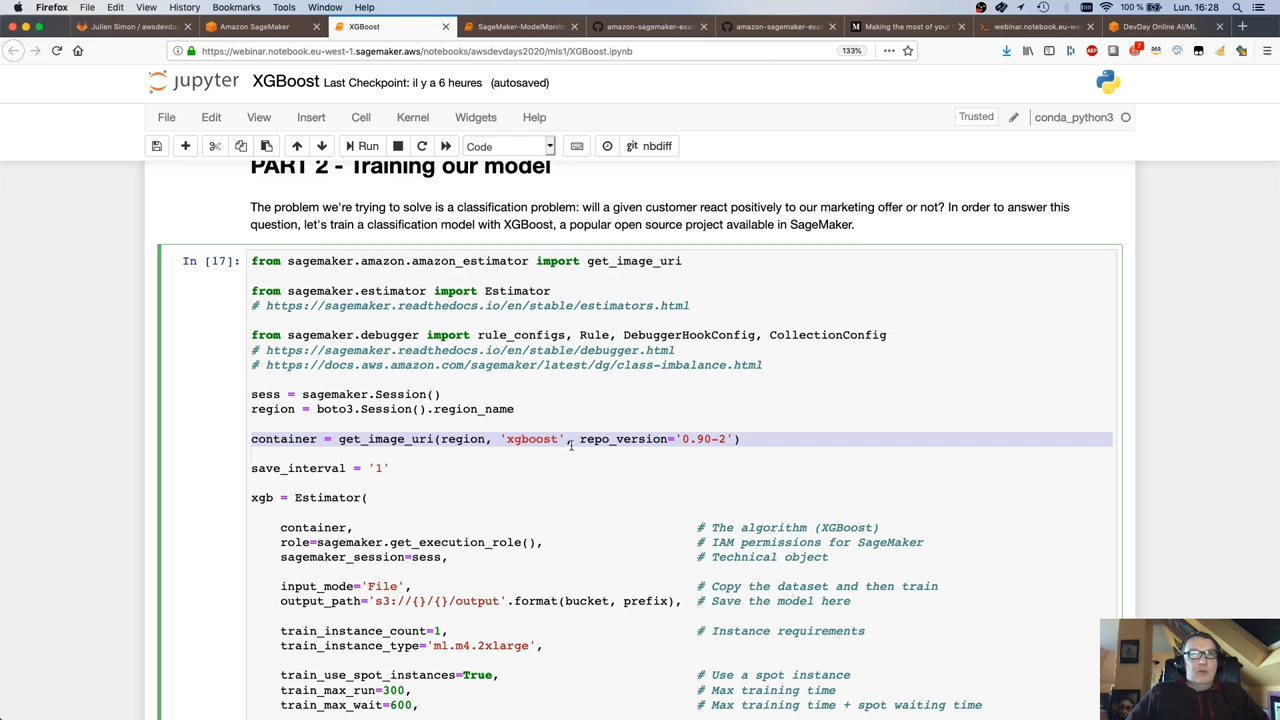 Firefox File Edit View History Bookmarks Tools Window Help Lun. 16:28
Julien Simon / awsdevdays Amazon SageMaker XGBoost SageMaker-ModelMonito amazon-sagemaker-exa amazon-sagemaker-exa Making the most of your webinar.notebook.eu-west-1 DevDay Online AI/ML
https://webinar.notebook.eu-west-1.sagemaker.aws/notebooks/awsdevdays2020/mls1/XGBoost.ipynb 133%
jupyter XGBoost Last Checkpoint: il y a 6 heures (autosaved)
File Edit View Insert Cell Kernel Widgets Help Trusted conda_python3
Run Code git nbdiff
PART 2 - Training our model
The problem we're trying to solve is a classification problem: will a given customer react positively to our marketing offer or not? In order to answer this
question, let's train a classification model with XGBoost, a popular open source project available in SageMaker.
In [17]: from sagemaker.amazon.amazon_estimator import get_image_uri
from sagemaker.estimator import Estimator
# https://sagemaker.readthedocs.io/en/stable/estimators.html
from sagemaker.debugger import rule_configs, Rule, DebuggerHookConfig, CollectionConfig
# https://sagemaker.readthedocs.io/en/stable/debugger.html
# https://docs.aws.amazon.com/sagemaker/latest/dg/class-imbalance.html
sess = sagemaker.Session()
region = boto3.Session().region_name
container = get_image_uri(region, 'xgboost', repo_version='0.90-2')
save_interval = '1'
xgb = Estimator(
container, # The algorithm (XGBoost)
role=sagemaker.get_execution_role(), # IAM permissions for SageMaker
sagemaker_session=sess, # Technical object
input_mode='File', # Copy the dataset and then train
output_path='s3://{}/{}/output'.format(bucket, prefix), # Save the model here
train_instance_count=1, # Instance requirements
train_instance_type='ml.m4.2xlarge',
train_use_spot_instances=True, # Use a spot instance
train_max_run=300, # Max training time
train_max_wait=600, # Max training time + spot waiting time